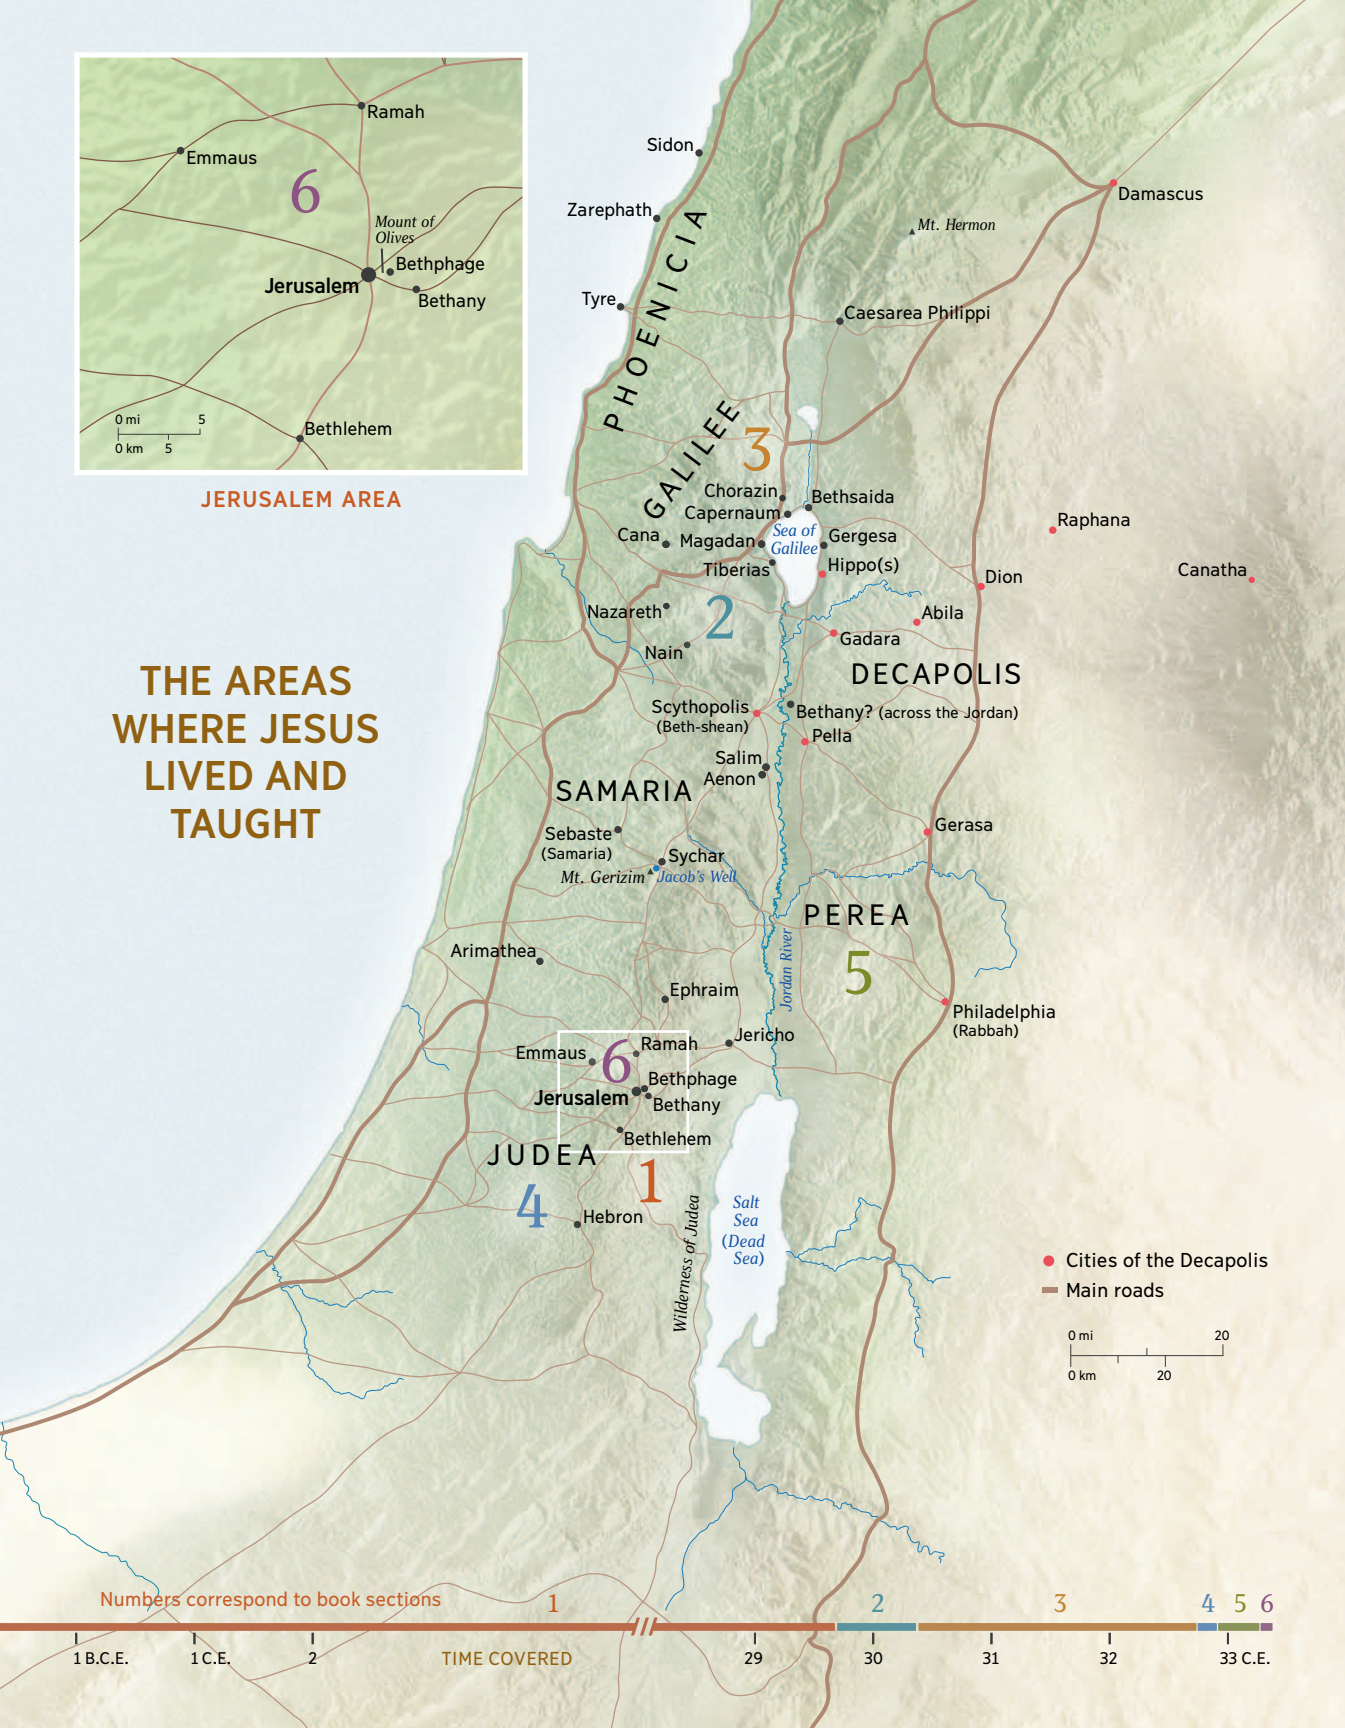 Ramah
Emmaus
6
Mount of
Olives
Bethphage
Jerusalem
Bethany
0 mi 5
0 km 5
Bethlehem
JERUSALEM AREA
THE AREAS
WHERE JESUS
LIVED AND
TAUGHT
Sidon
Damascus
Zarephath
Mt. Hermon
PHOENICIA
Tyre
Caesarea Philippi
GALILEE
3
Chorazin
Bethsaida
Capernaum
Raphana
Cana
Magadan
Sea of
Galilee
Gergesa
Tiberias
Hippo(s)
Canatha
Dion
Nazareth
2
Abila
Gadara
Nain
DECAPOLIS
Scythopolis
(Beth-shean)
Bethany? (across the Jordan)
Pella
Salim
Aenon
SAMARIA
Sebaste
(Samaria)
Gerasa
Sychar
Mt. Gerizim
Jacob's Well
PEREA
5
Jordan River
Arimathea
Ephraim
Philadelphia
(Rabbah)
Jericho
Emmaus
6
Ramah
Bethphage
Jerusalem
Bethany
Bethlehem
JUDEA
4
1
Hebron
Wilderness of Judea
Salt
Sea
(Dead
Sea)
Cities of the Decapolis
Main roads
0 mi 20
0 km 20
Numbers correspond to book sections
1 2 3 4 5 6
1 B.C.E. 1 C.E. 2 TIME COVERED 29 30 31 32 33 C.E.